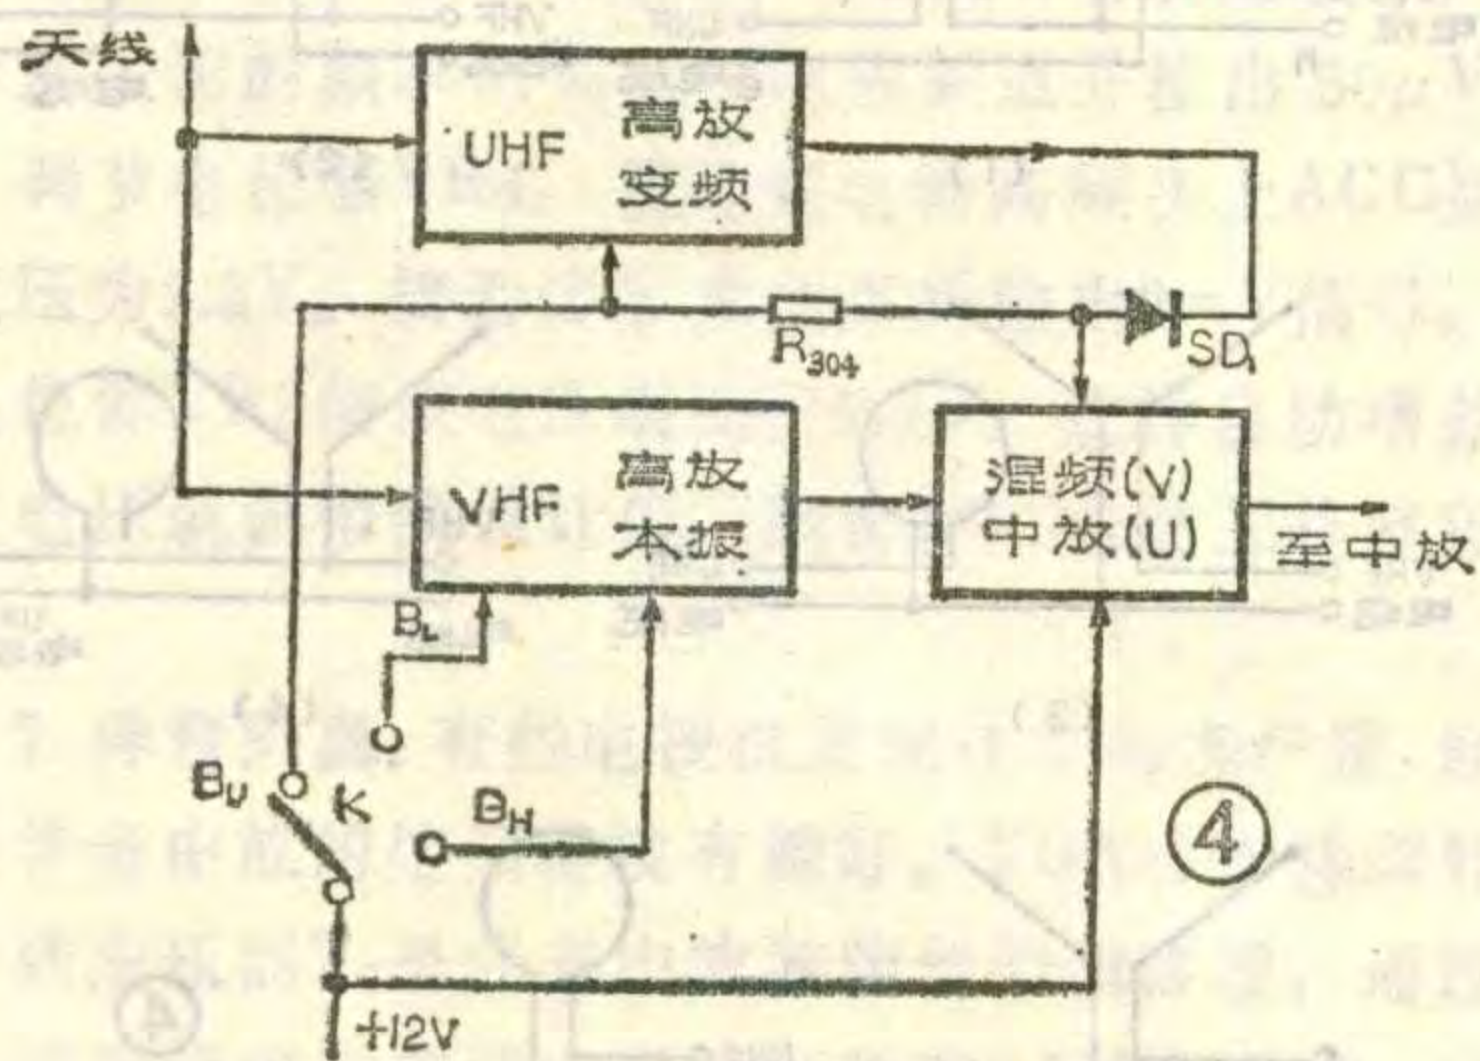 天线
UHF 高放
变频
R304
SD1
VHF 高放
本振
混频(V)
中放(U)
至中放
BL
BU
K
BH
④
+12V